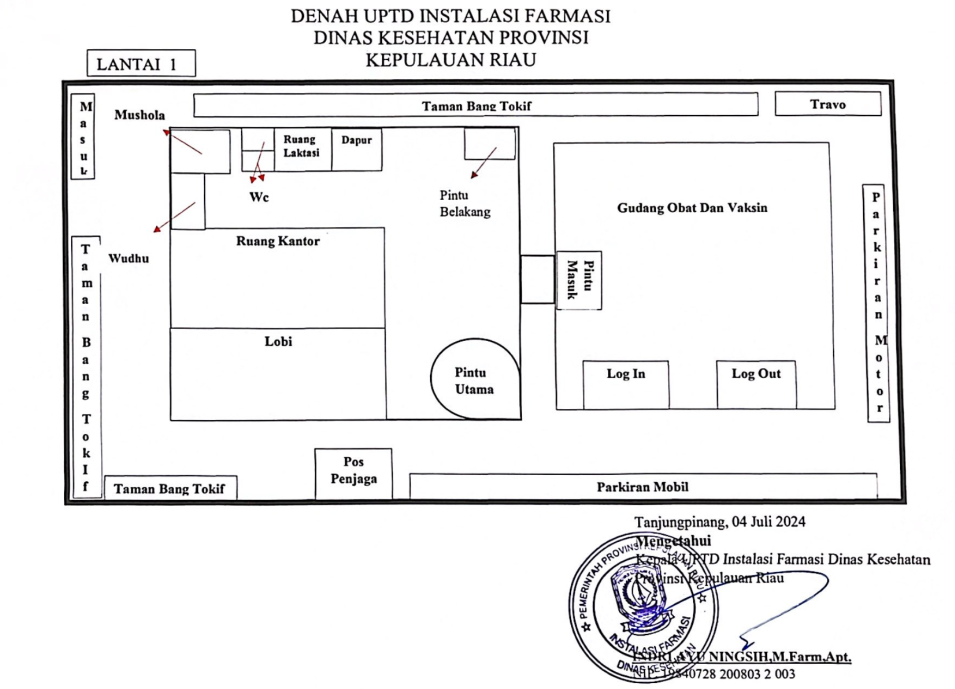 DENAH UPTD INSTALASI FARMASI
DINAS KESEHATAN PROVINSI
KEPULAUAN RIAU
LANTAI 1
Masuk
Mushola
Taman Bang Tokif
Travo
Ruang
Laktasi
Dapur
Wc
Pintu
Belakang
Gudang Obat Dan Vaksin
Parkiran Motor
Wudhu
Ruang Kantor
Taman Bang Tokif
Pintu
Masuk
Lobi
Pintu
Utama
Log In
Log Out
Pos
Penjaga
Taman Bang Tokif
Parkiran Mobil
Tanjungpinang, 04 Juli 2024
Mengetahui
Kepala UPTD Instalasi Farmasi Dinas Kesehatan
Provinsi Kepulauan Riau
PEMERINTAH PROVINSI KEPULAUAN RIAU
INSTALASI FARMASI
DINAS KESEHATAN
NINGSIH,M.Farm,Apt.
NIP. 19840728 200803 2 003